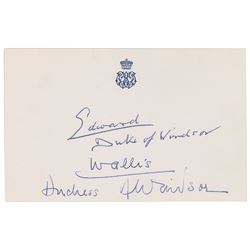 Edward
Duke of Windsor
Wallis
Duchess of Windsor